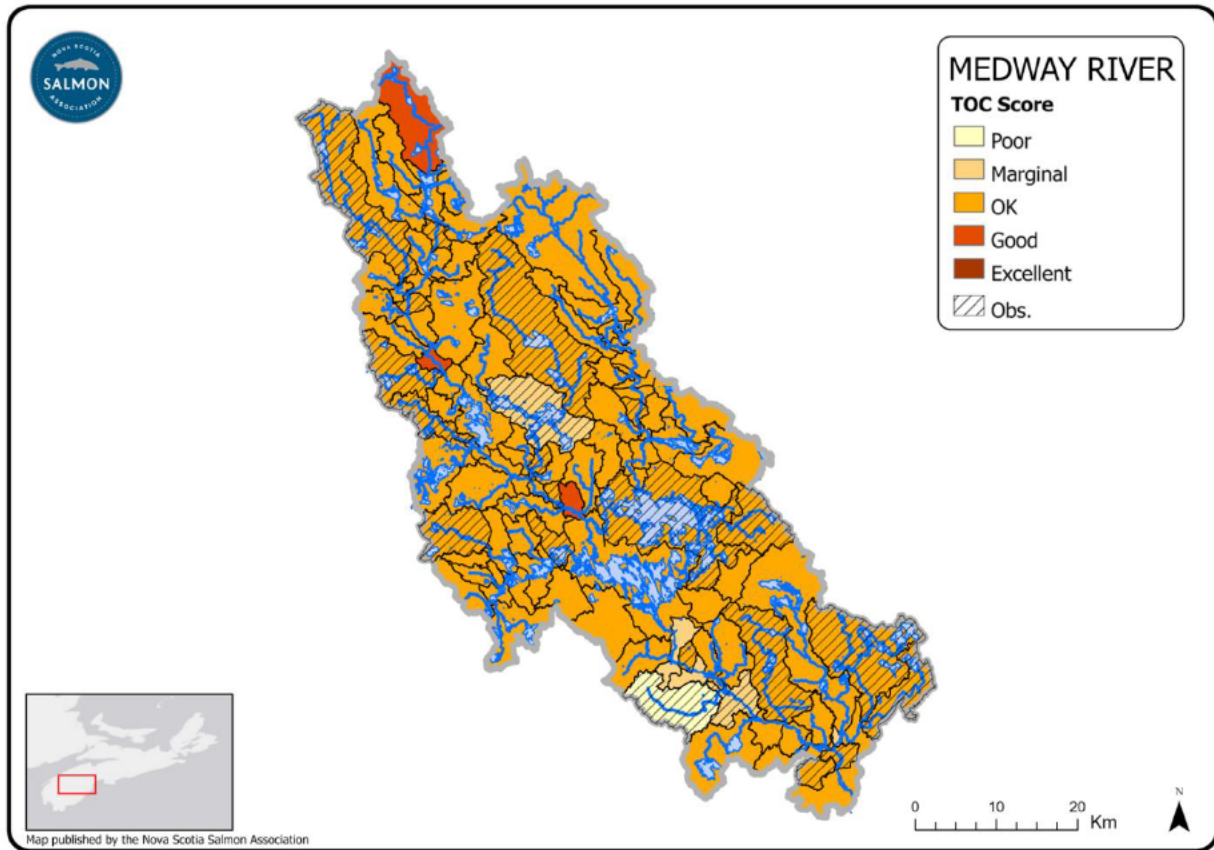 NOVA SCOTIA
SALMON
ASSOCIATION
MEDWAY RIVER
TOC Score
Poor
Marginal
OK
Good
Excellent
Obs.
Map published by the Nova Scotia Salmon Association
0 10 20
Km
N